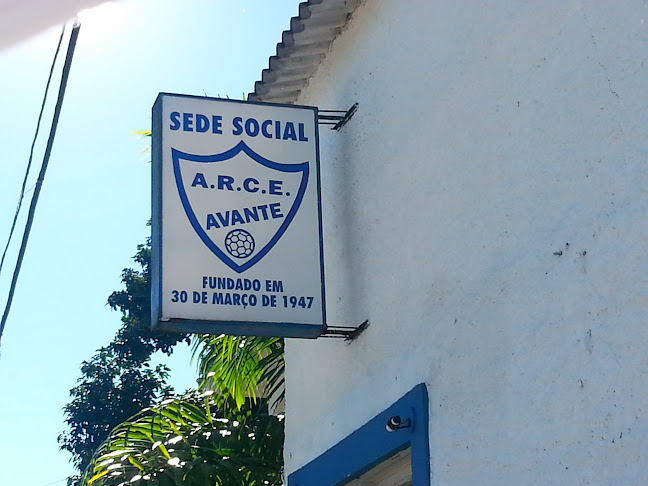 SEDE SOCIAL
A.R.C.E.
AVANTE
FUNDADO EM
30 DE MARÇO DE 1947